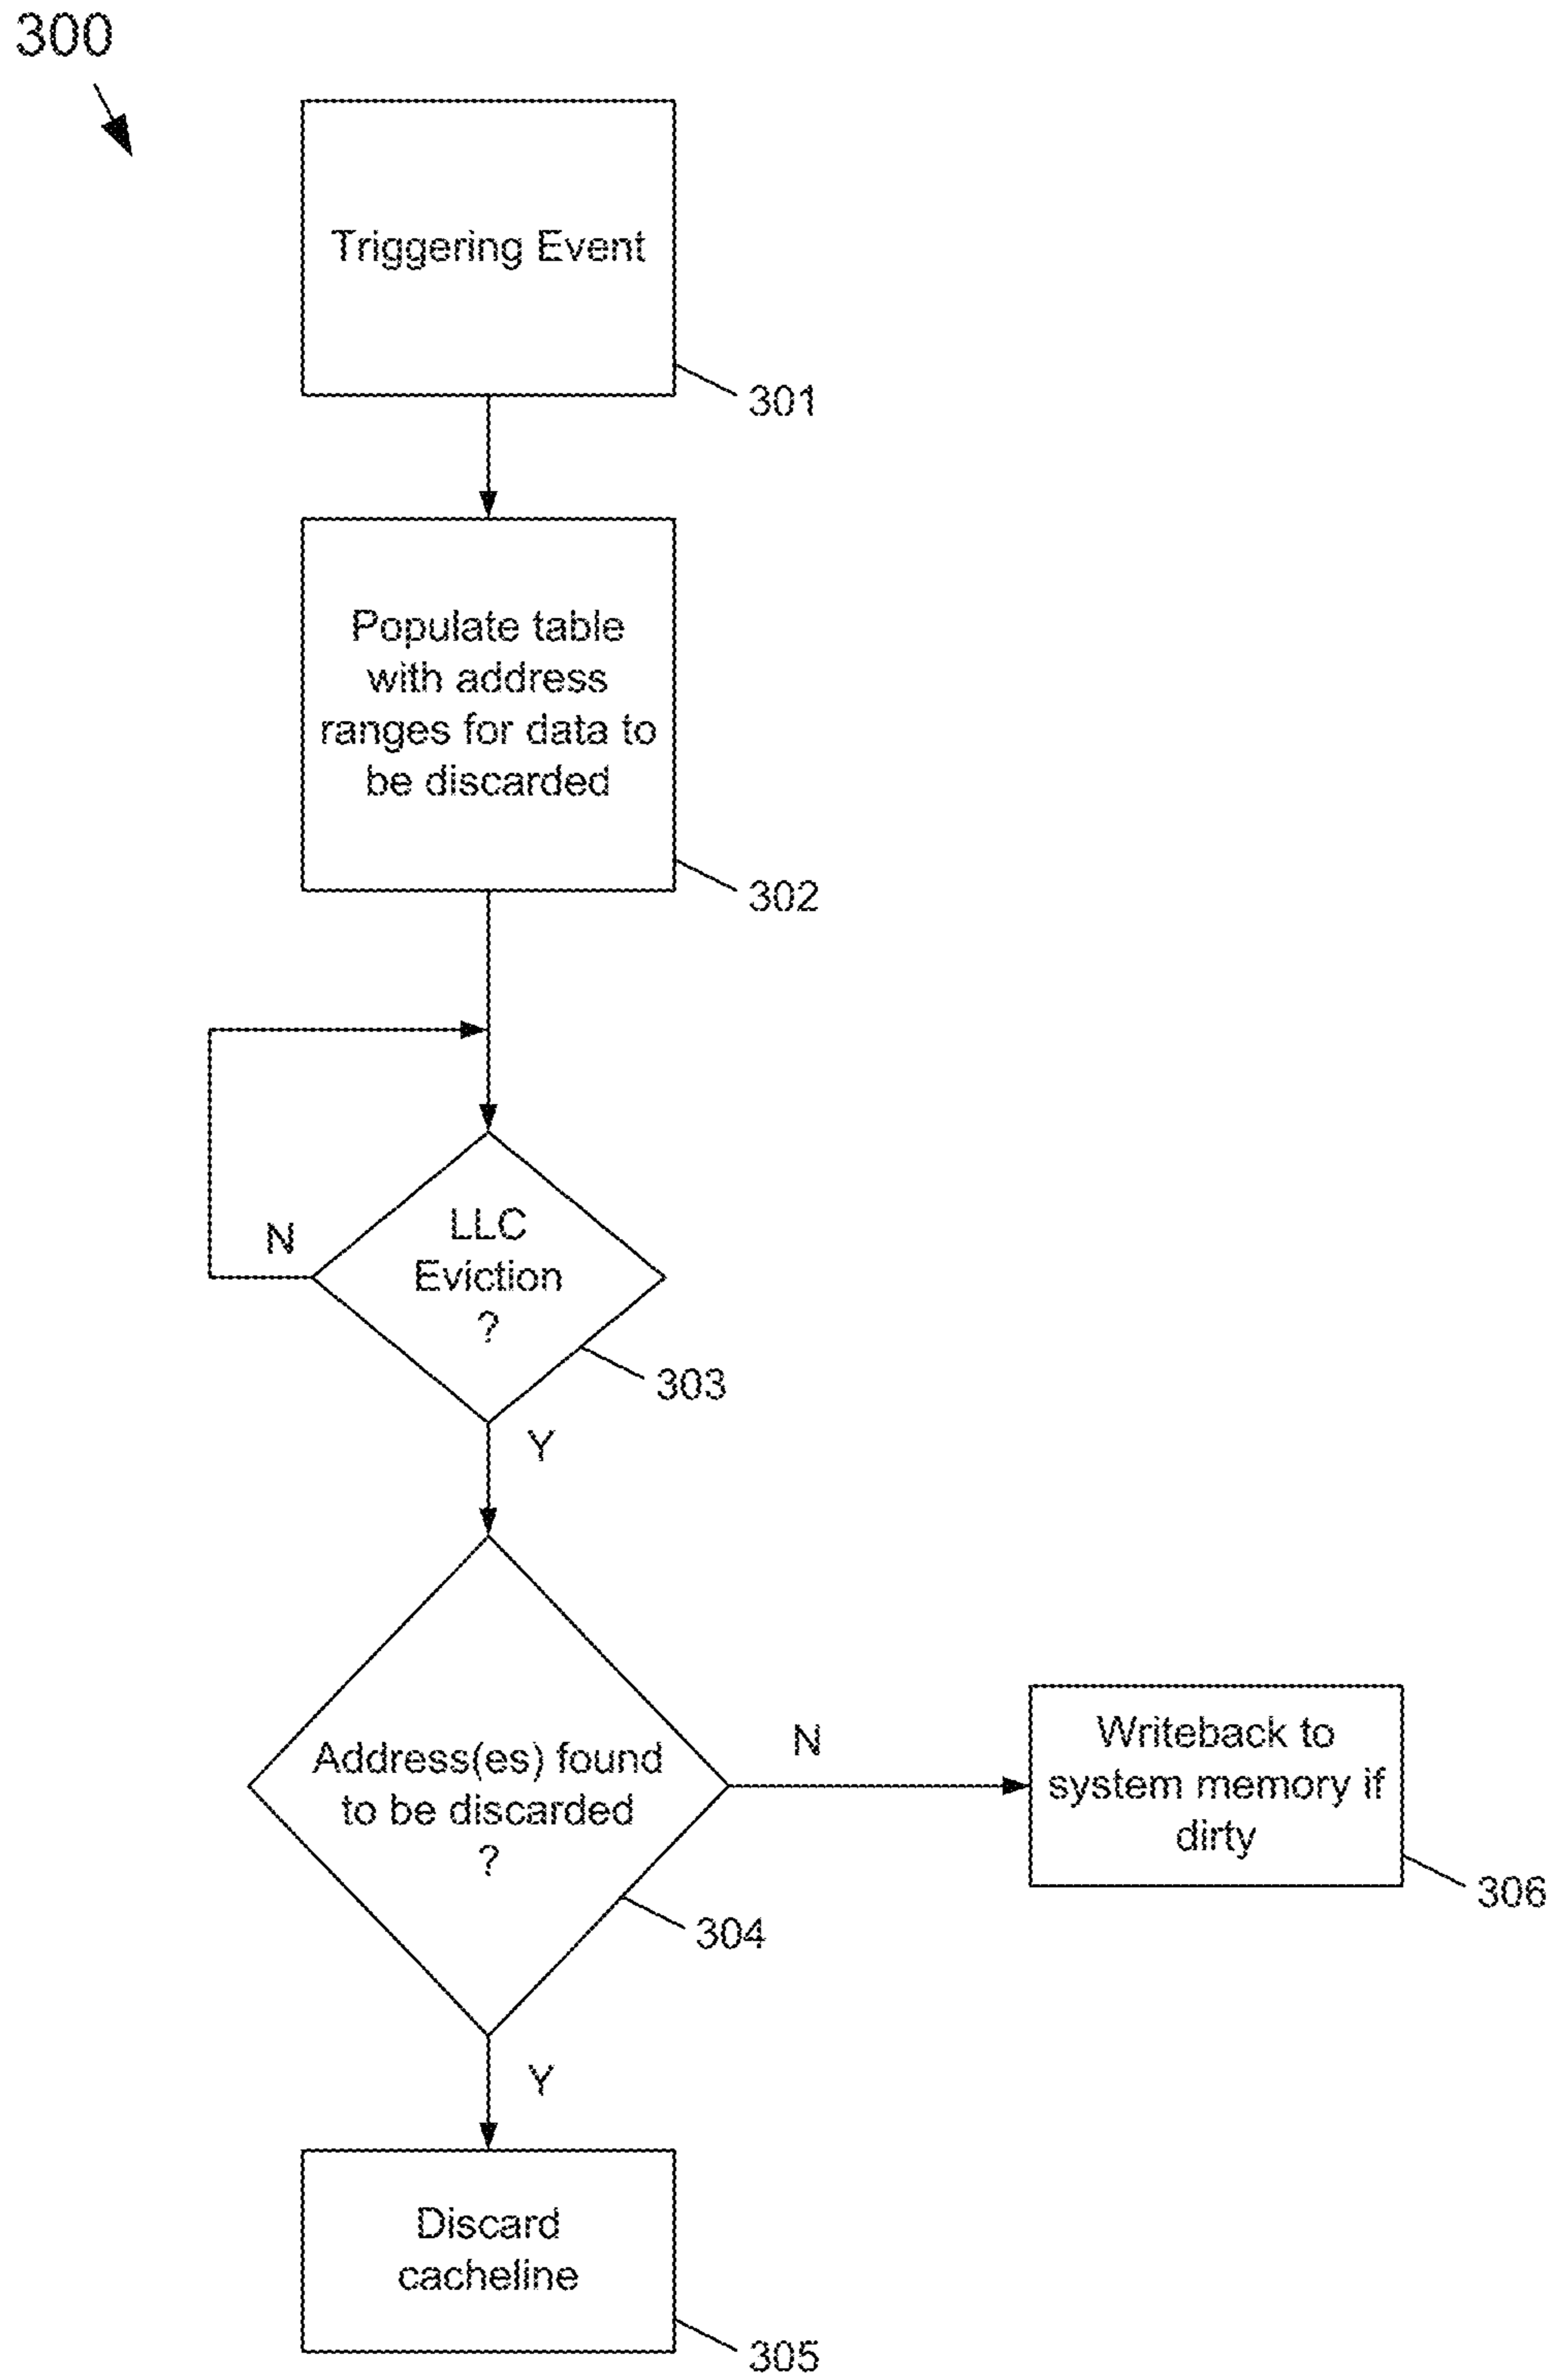 300
Triggering Event
301
Populate table
with address
ranges for data to
be discarded
302
N
LLC
Eviction
?
303
Y
Address(es) found
to be discarded
?
304
N
Writeback to
system memory if
dirty
306
Y
Discard
cacheline
305